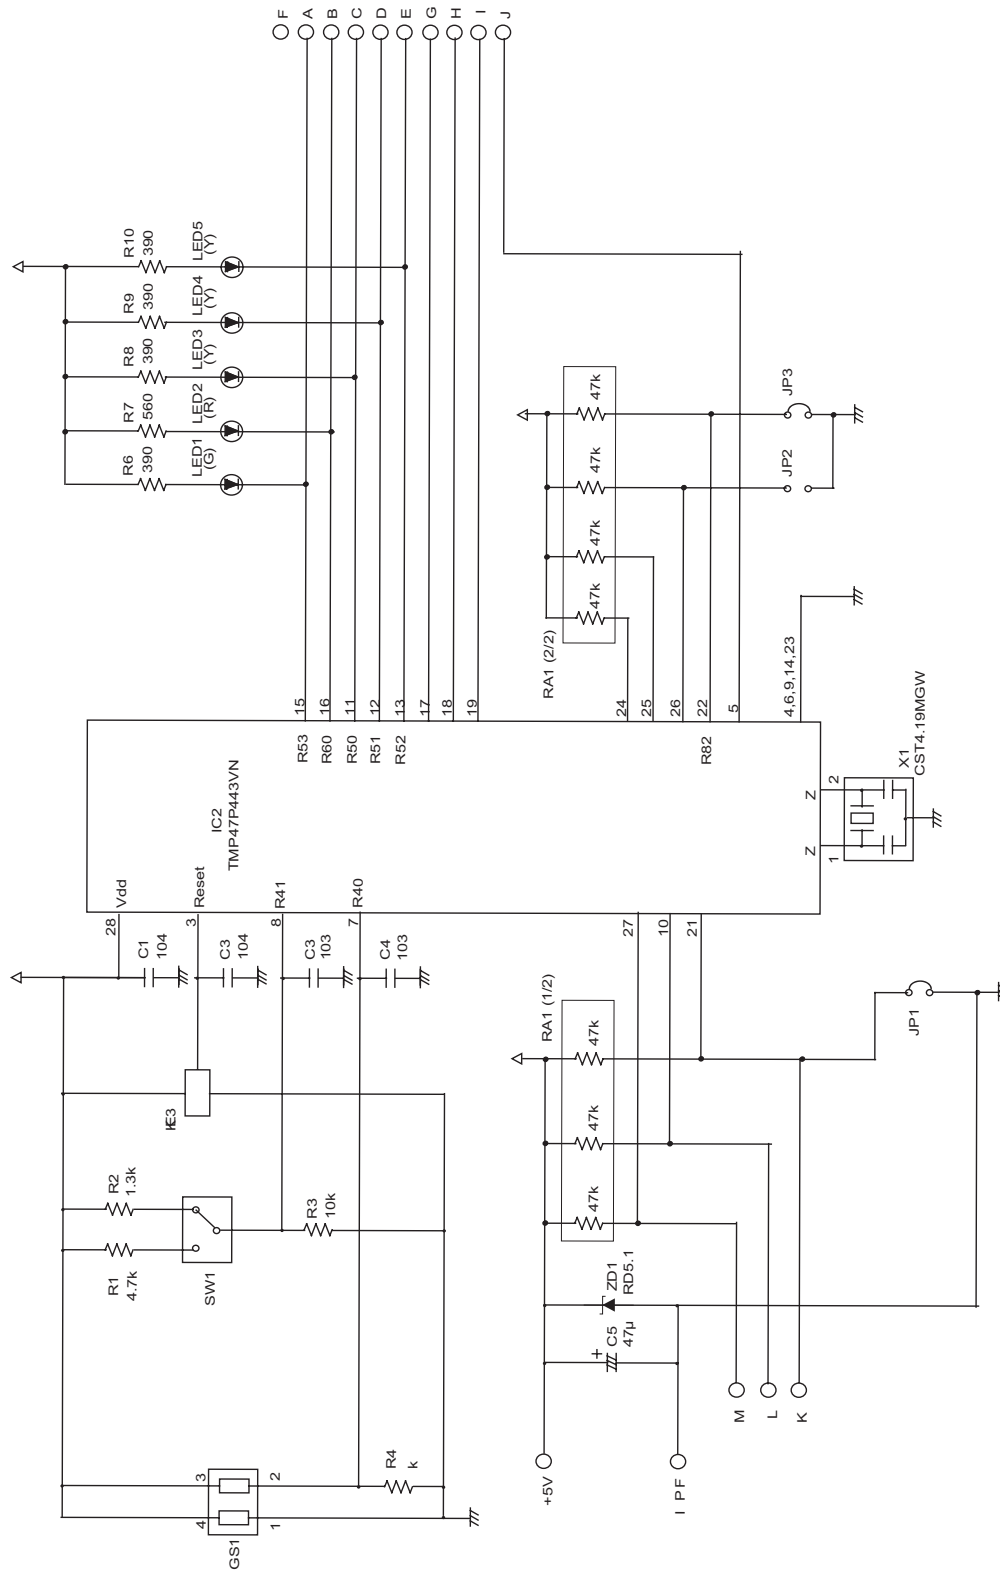 F
A
B
C
D
E
G
H
I
J
R10
390
R9
390
R8
390
R7
560
R6
390
LED5
(Y)
LED4
(Y)
LED3
(Y)
LED2
(R)
LED1
(G)
47k
47k
47k
47k
JP3
JP2
RA1 (2/2)
15
16
11
12
13
17
18
19
24
25
26
22
5
4,6,9,14,23
R53
R60
R50
R51
R52
R82
IC2
TMP47P443VN
Z
Z
2
1
X1
CST4.19MGW
Vdd
Reset
R41
R40
28
3
8
7
27
10
21
C1
104
C3
104
C3
103
C4
103
RA1 (1/2)
47k
47k
47k
JP1
R2
1.3k
R1
4.7k
SW1
R3
10k
ZD1
RD5.1
+
C5
47µ
M
L
K
+5V
I PF
R4
k
3
4
2
1
GS1